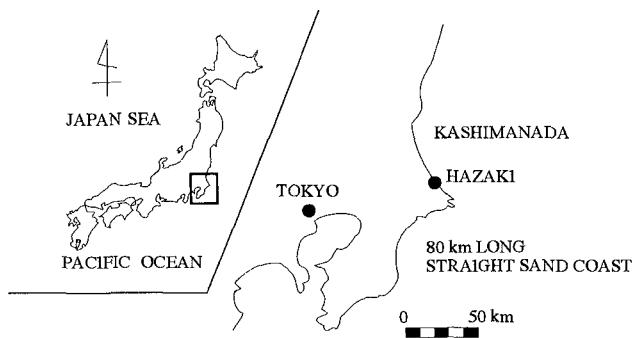 JAPAN SEA
PACIFIC OCEAN
KASHIMANADA
HAZAKI
TOKYO
80 km LONG
STRAIGHT SAND COAST
0 50 km